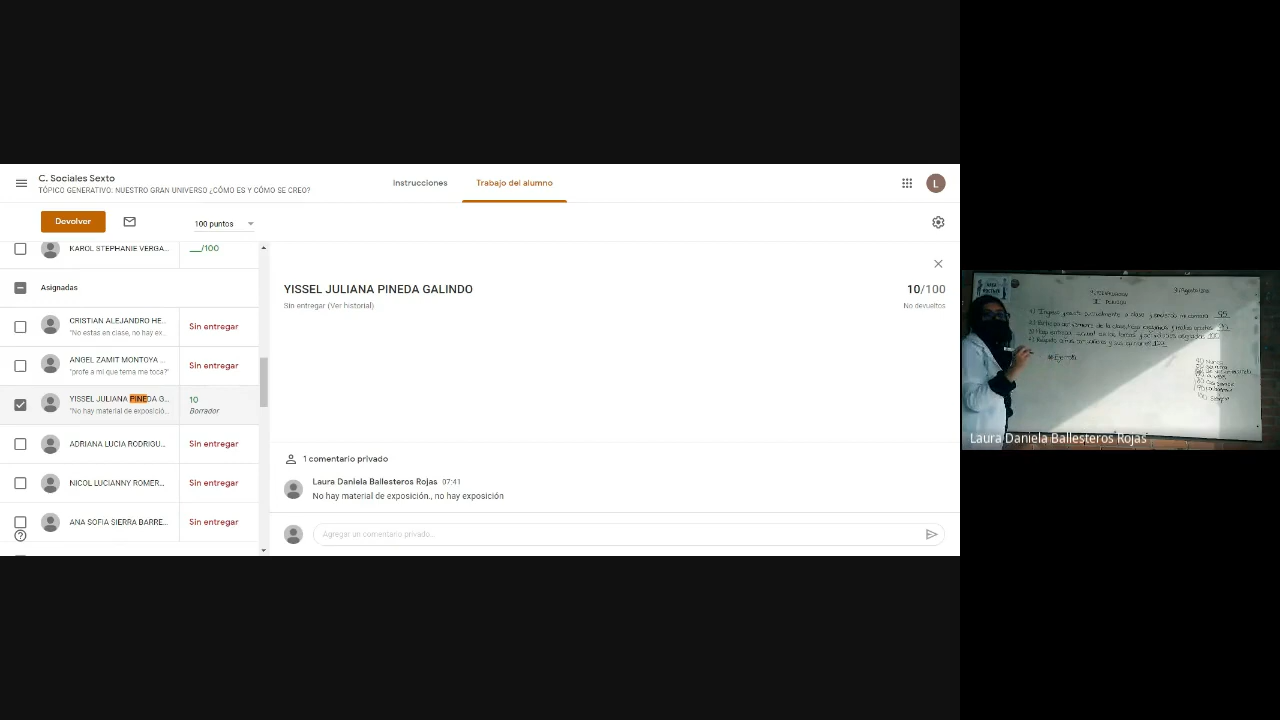 C. Sociales Sexto
TÓPICO GENERATIVO: NUESTRO GRAN UNIVERSO ¿CÓMO ES Y CÓMO SE CREO?
Instrucciones
Trabajo del alumno
L
Devolver
100 puntos
KAROL STEPHANIE VERGA...
__/100
Asignadas
CRISTIAN ALEJANDRO HE...
"No estas en clase, no hay ex...
Sin entregar
ANGEL ZAMIT MONTOYA ...
"profe a mi que tema me toca?"
Sin entregar
YISSEL JULIANA PINEDA G...
"No hay material de exposició...
10
Borrador
ADRIANA LUCIA RODRIGU...
Sin entregar
NICOL LUCIANNY ROMER...
Sin entregar
ANA SOFIA SIERRA BARRE...
Sin entregar
YISSEL JULIANA PINEDA GALINDO
10/100
Sin entregar (Ver historial)
No devueltos
1 comentario privado
Laura Daniela Ballesteros Rojas 07:41
No hay material de exposición., no hay exposición
Agregar un comentario privado...
Laura Daniela Ballesteros Rojas